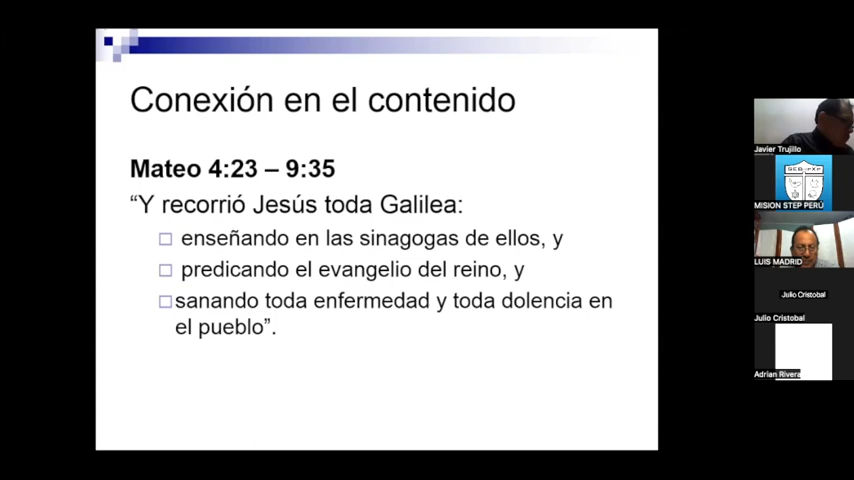 Conexión en el contenido
Mateo 4:23 – 9:35
“Y recorrió Jesús toda Galilea:
enseñando en las sinagogas de ellos, y
predicando el evangelio del reino, y
sanando toda enfermedad y toda dolencia en
el pueblo”.
Javier Trujillo
MISION STEP PERÚ
LUIS MADRID
Julio Cristobal
Julio Cristobal
Adrian Rivera